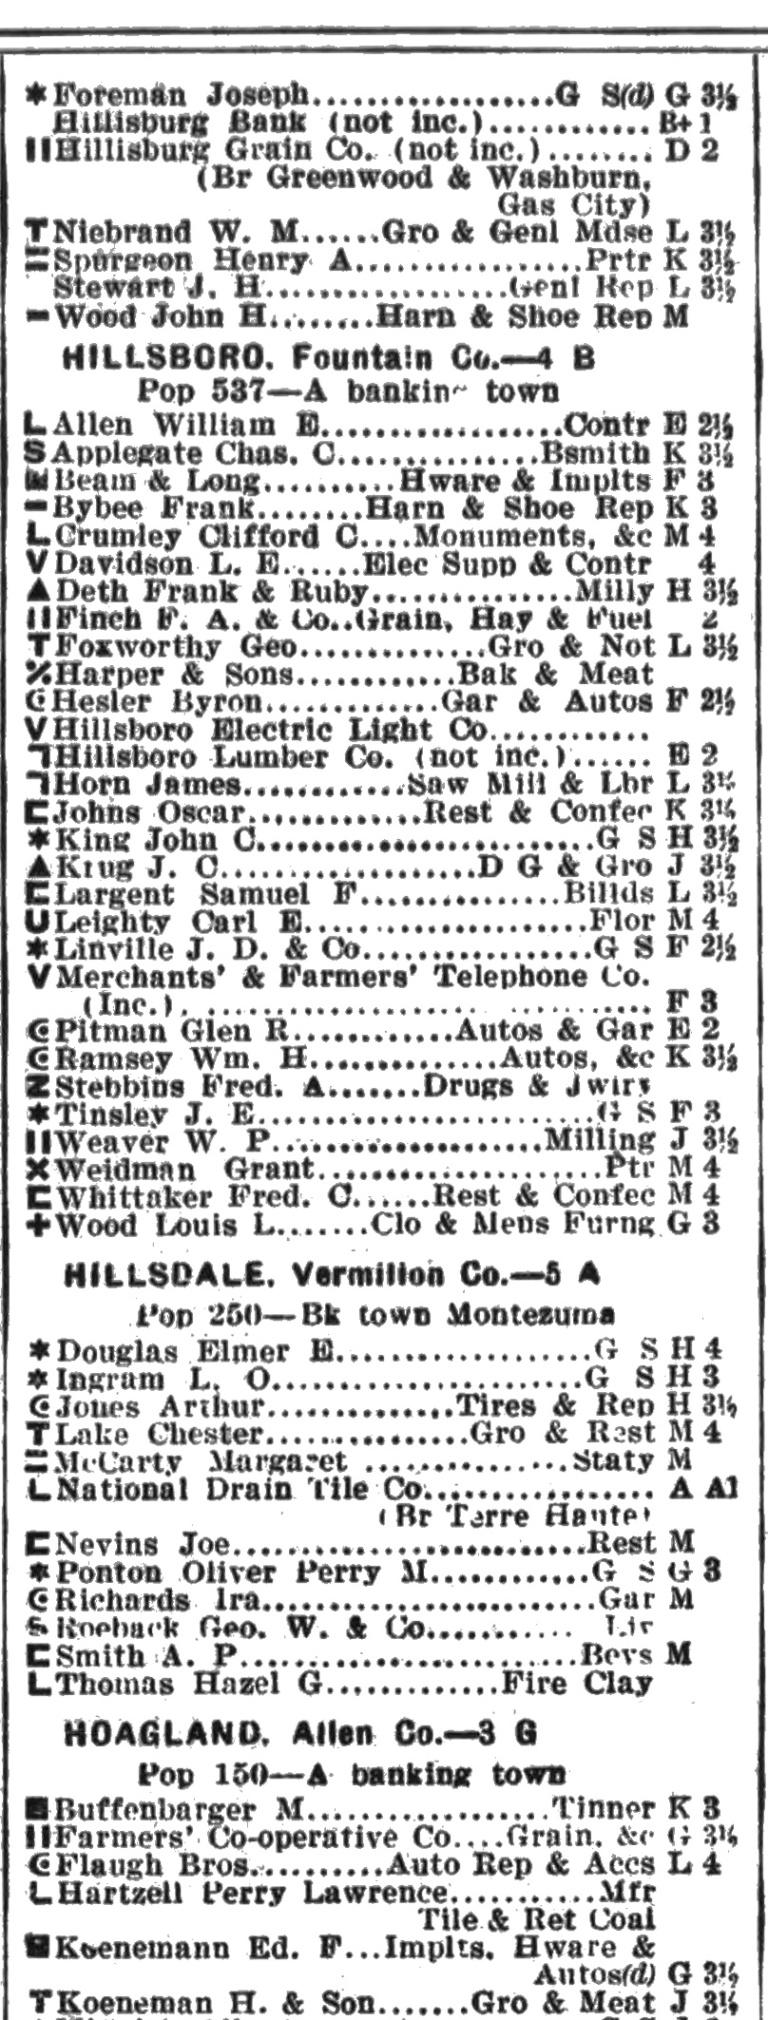 * Foreman Joseph..................G S(d) G 3½
Hillisburg Bank (not inc.)............ B+ 1
Hillisburg Grain Co. (not inc.)........ D 2
(Br Greenwood & Washburn,
Gas City)
T Niebrand W. M......Gro & Genl Mdse L 3½
= Spurgeon Henry A................Prtr K 3½
Stewart J. H..................Genl Rep L 3½
- Wood John H........Harn & Shoe Rep M
HILLSBORO, Fountain Co.—4 B
Pop 537—A bankin town
L Allen William E..................Contr E 2½
S Applegate Chas. C...............Bsmith K 3½
Beam & Long..........Hware & Implts F 3
- Bybee Frank........Harn & Shoe Rep K 3
L Crumley Clifford C....Monuments, &c M 4
V Davidson L. E......Elec Supp & Contr 4
▲ Deth Frank & Ruby...............Milly H 3½
Finch F. A. & Co..Grain, Hay & Fuel 2
T Foxworthy Geo..............Gro & Not L 3½
Harper & Sons............Bak & Meat
Hesler Byron.............Gar & Autos F 2½
V Hillsboro Electric Light Co............
Hillsboro Lumber Co. (not inc.)...... E 2
Horn James............Saw Mill & Lbr L 3½
Johns Oscar.............Rest & Confec K 3½
* King John C.........................G S H 3½
▲ Krug J. C...................D G & Gro J 3½
Largent Samuel F...............Billds L 3½
U Leighty Carl E.....................Flor M 4
* Linville J. D. & Co.................G S F 2½
V Merchants' & Farmers' Telephone Co.
(Inc.)................................. F 3
Pitman Glen R............Autos & Gar E 2
Ramsey Wm. H..............Autos, &c K 3½
Z Stebbins Fred. A.......Drugs & Jwlry
* Tinsley J. E.........................G S F 3
Weaver W. P....................Milling J 3½
X Weidman Grant.....................Ptr M 4
Whittaker Fred. C......Rest & Confec M 4
+ Wood Louis L.......Clo & Mens Furng G 3
HILLSDALE, Vermilion Co.—5 A
Pop 250—Bk town Montezuma
* Douglas Elmer E...................G S H 4
* Ingram L. O.......................G S H 3
Jones Arthur..............Tires & Rep H 3½
T Lake Chester...............Gro & Rest M 4
= McCarty Margaret ...............Staty M
L National Drain Tile Co................. A A1
(Br Terre Haute)
Nevins Joe..........................Rest M
* Ponton Oliver Perry M............G S G 3
Richards Ira.........................Gar M
Roeback Geo. W. & Co...........
Smith A. P.........................Bevs M
L Thomas Hazel G.............Fire Clay
HOAGLAND, Allen Co.—3 G
Pop 150—A banking town
Buffenbarger M..................Tinner K 3
Farmers' Co-operative Co....Grain, &c G 3½
Flaugh Bros...........Auto Rep & Accs L 4
L Hartzell Perry Lawrence...........Mfr
Tile & Ret Coal
Koenemann Ed. F...Implts, Hware &
Autos(d) G 3½
T Koeneman H. & Son.......Gro & Meat J 3½